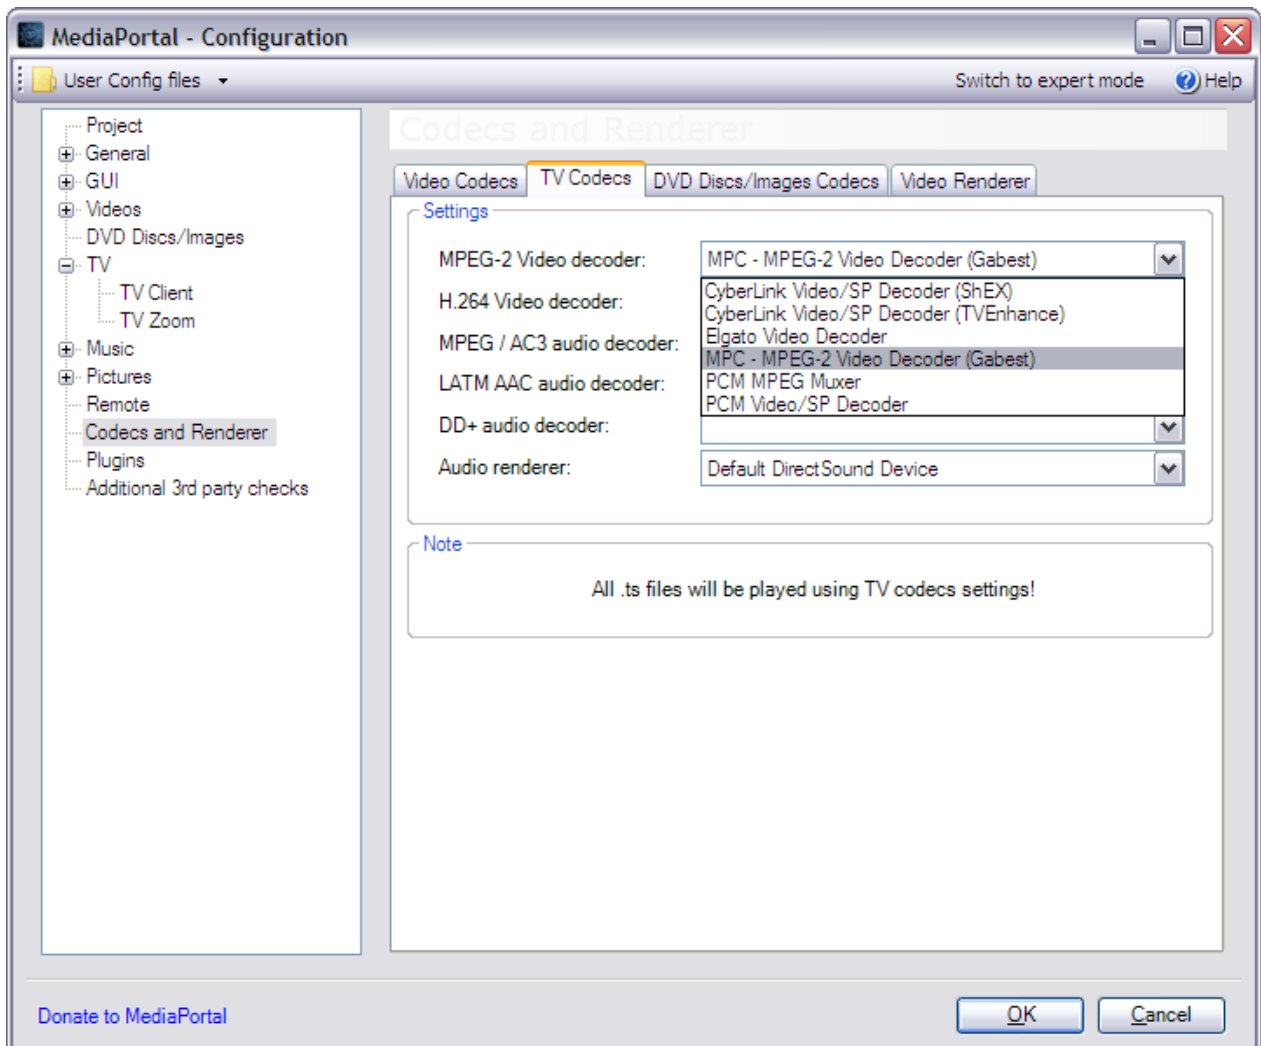 MediaPortal - Configuration
User Config files
Switch to expert mode
Help
Project
General
GUI
Videos
DVD Discs/Images
TV
TV Client
TV Zoom
Music
Pictures
Remote
Codecs and Renderer
Plugins
Additional 3rd party checks
Codecs and Renderer
Video Codecs
TV Codecs
DVD Discs/Images Codecs
Video Renderer
Settings
MPEG-2 Video decoder:
MPC - MPEG-2 Video Decoder (Gabest)
CyberLink Video/SP Decoder (ShEX)
CyberLink Video/SP Decoder (TVEnhance)
Elgato Video Decoder
MPC - MPEG-2 Video Decoder (Gabest)
PCM MPEG Muxer
PCM Video/SP Decoder
H.264 Video decoder:
MPEG / AC3 audio decoder:
LATM AAC audio decoder:
DD+ audio decoder:
Audio renderer:
Default DirectSound Device
Note
All .ts files will be played using TV codecs settings!
Donate to MediaPortal
OK
Cancel